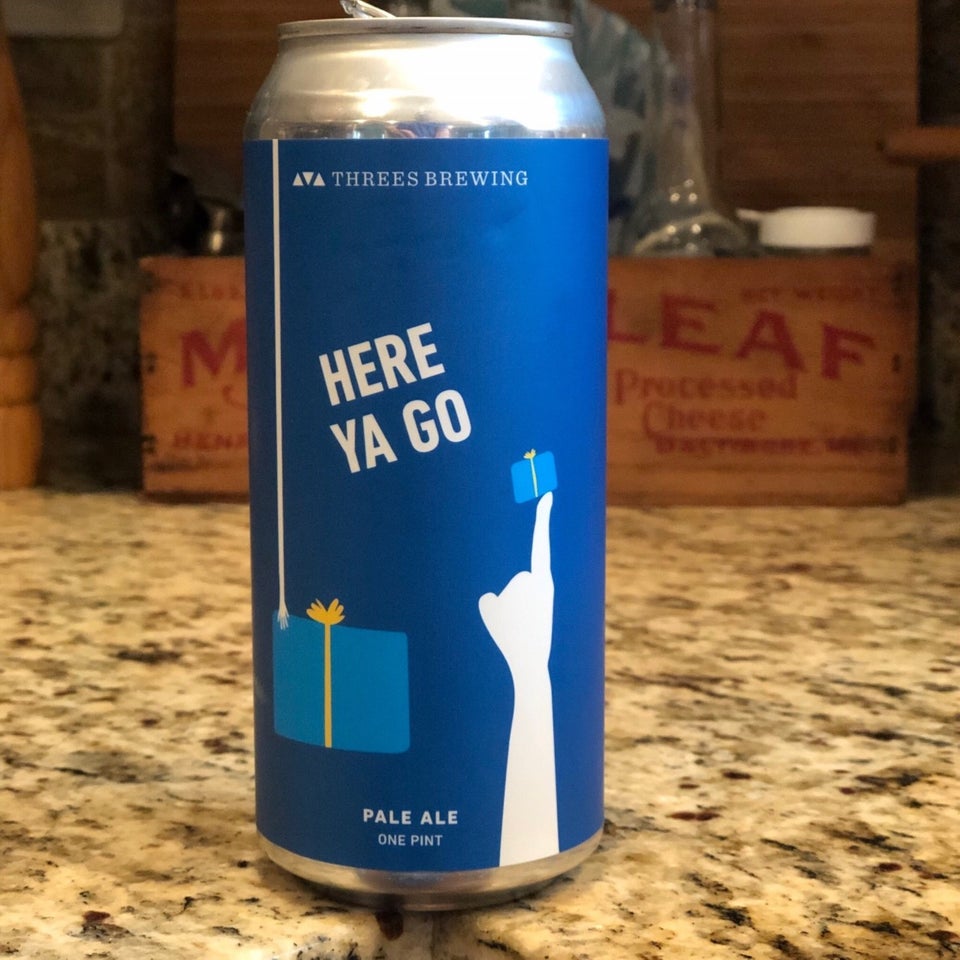 THREES BREWING
HERE
YA GO
PALE ALE
ONE PINT
LEAF
Processed
Cheese